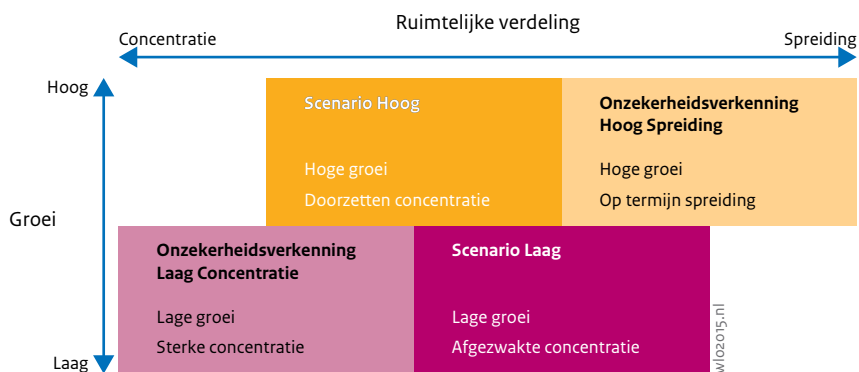 Ruimtelijke verdeling
Concentratie
Spreiding
Hoog
Groei
Laag
Scenario Hoog
Hoge groei
Doorzetten concentratie
Onzekerheidsverkenning
Hoog Spreiding
Hoge groei
Op termijn spreiding
Onzekerheidsverkenning
Laag Concentratie
Lage groei
Sterke concentratie
Scenario Laag
Lage groei
Afgezwakte concentratie
wlo2015.nl